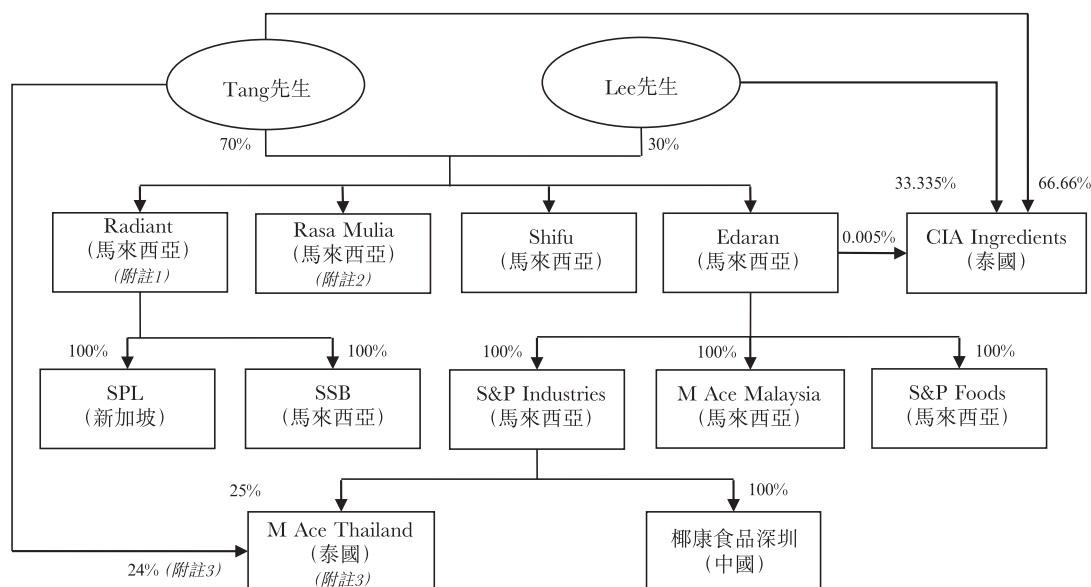 Tang先生
Lee先生
70%
30%
33.335%
66.66%
Radiant
(馬來西亞)
(附註1)
Rasa Mulia
(馬來西亞)
(附註2)
Shifu
(馬來西亞)
Edaran
(馬來西亞)
0.005%
CIA Ingredients
(泰國)
100%
100%
100%
100%
100%
SPL
(新加坡)
SSB
(馬來西亞)
S&P Industries
(馬來西亞)
M Ace Malaysia
(馬來西亞)
S&P Foods
(馬來西亞)
25%
100%
M Ace Thailand
(泰國)
(附註3)
椰康食品深圳
(中國)
24% (附註3)